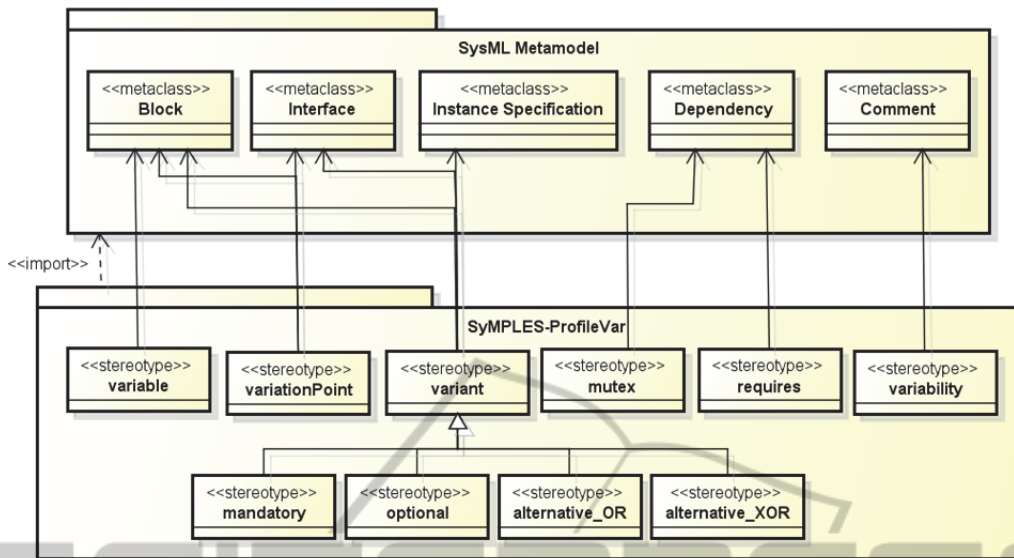 SysML Metamodel
<<metaclass>>
Block
<<metaclass>>
Interface
<<metaclass>>
Instance Specification
<<metaclass>>
Dependency
<<metaclass>>
Comment
<<import>>
SyMPLES-ProfileVar
<<stereotype>>
variable
<<stereotype>>
variationPoint
<<stereotype>>
variant
<<stereotype>>
mutex
<<stereotype>>
requires
<<stereotype>>
variability
<<stereotype>>
mandatory
<<stereotype>>
optional
<<stereotype>>
alternative_OR
<<stereotype>>
alternative_XOR